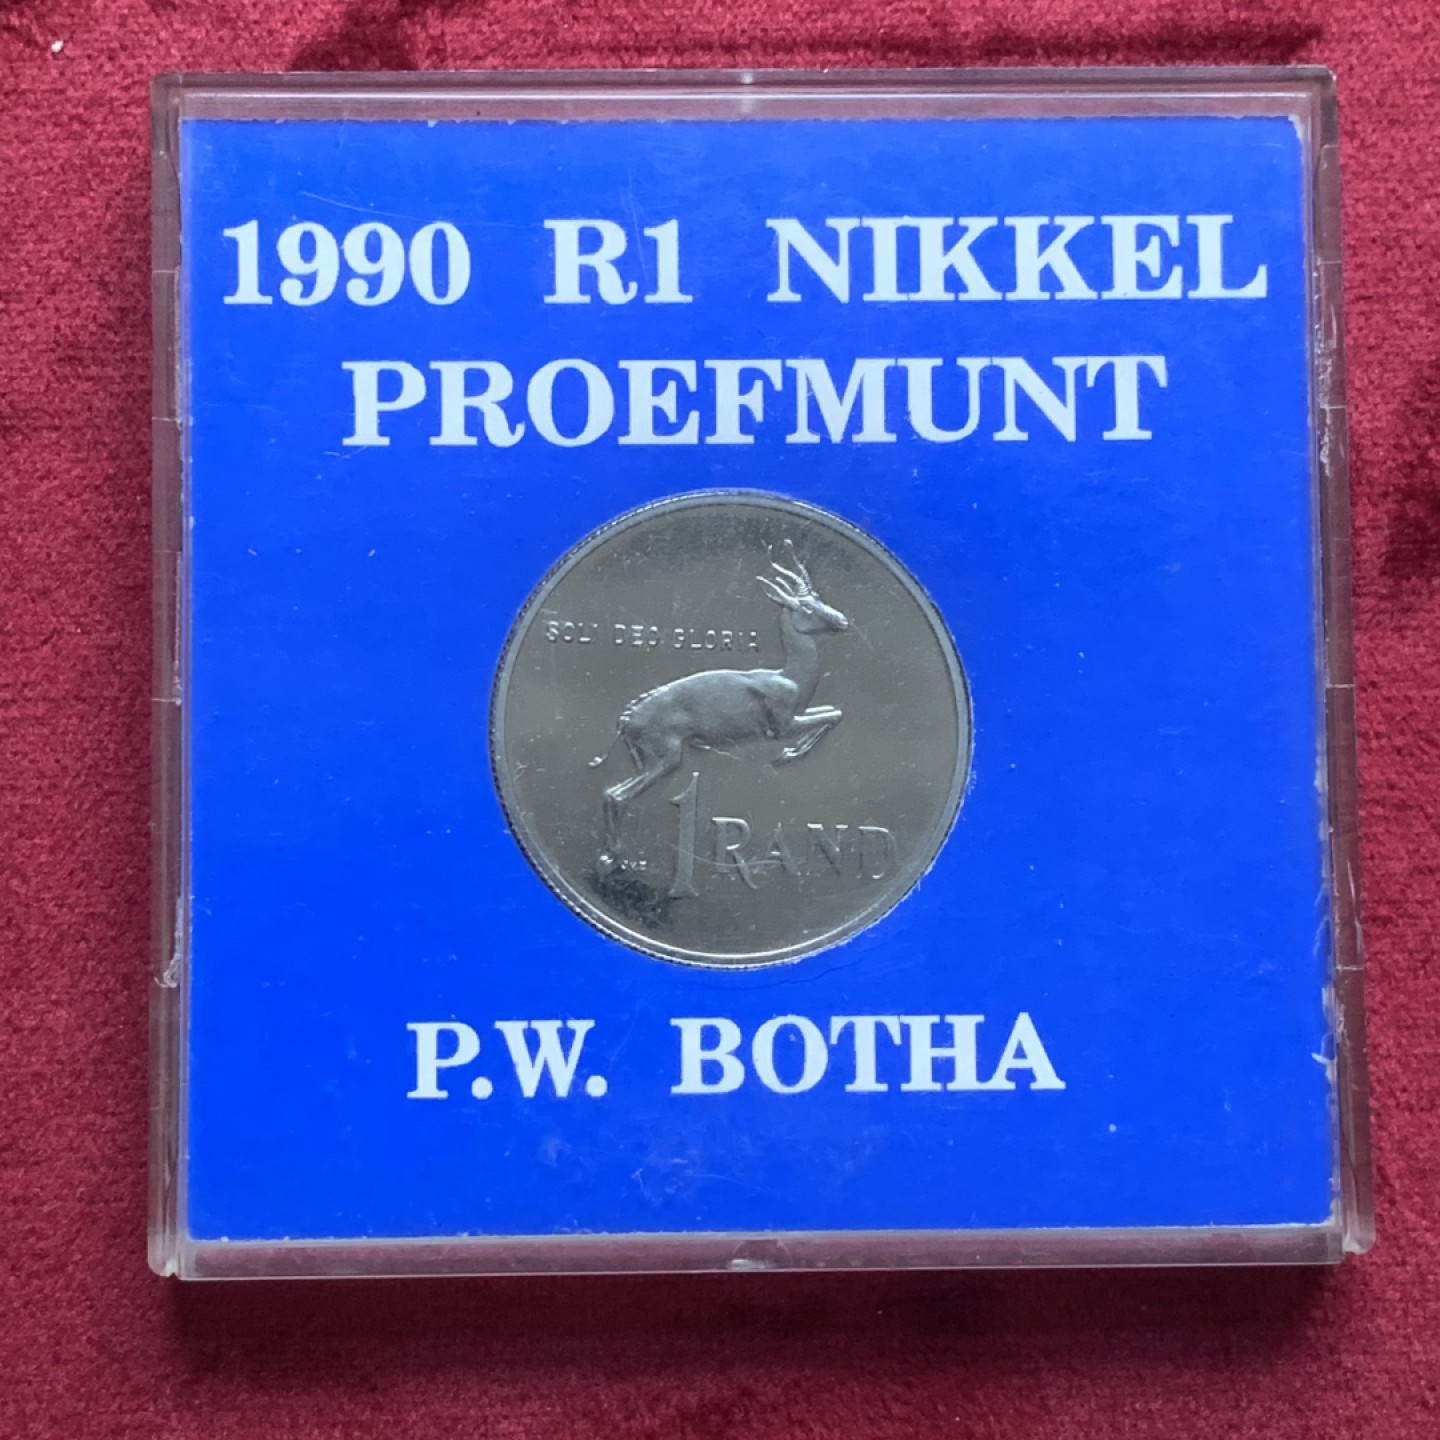 1990 R1 NIKKEL
PROEFMUNT
SOLI DEO GLORIA
1 RAND
P.W. BOTHA